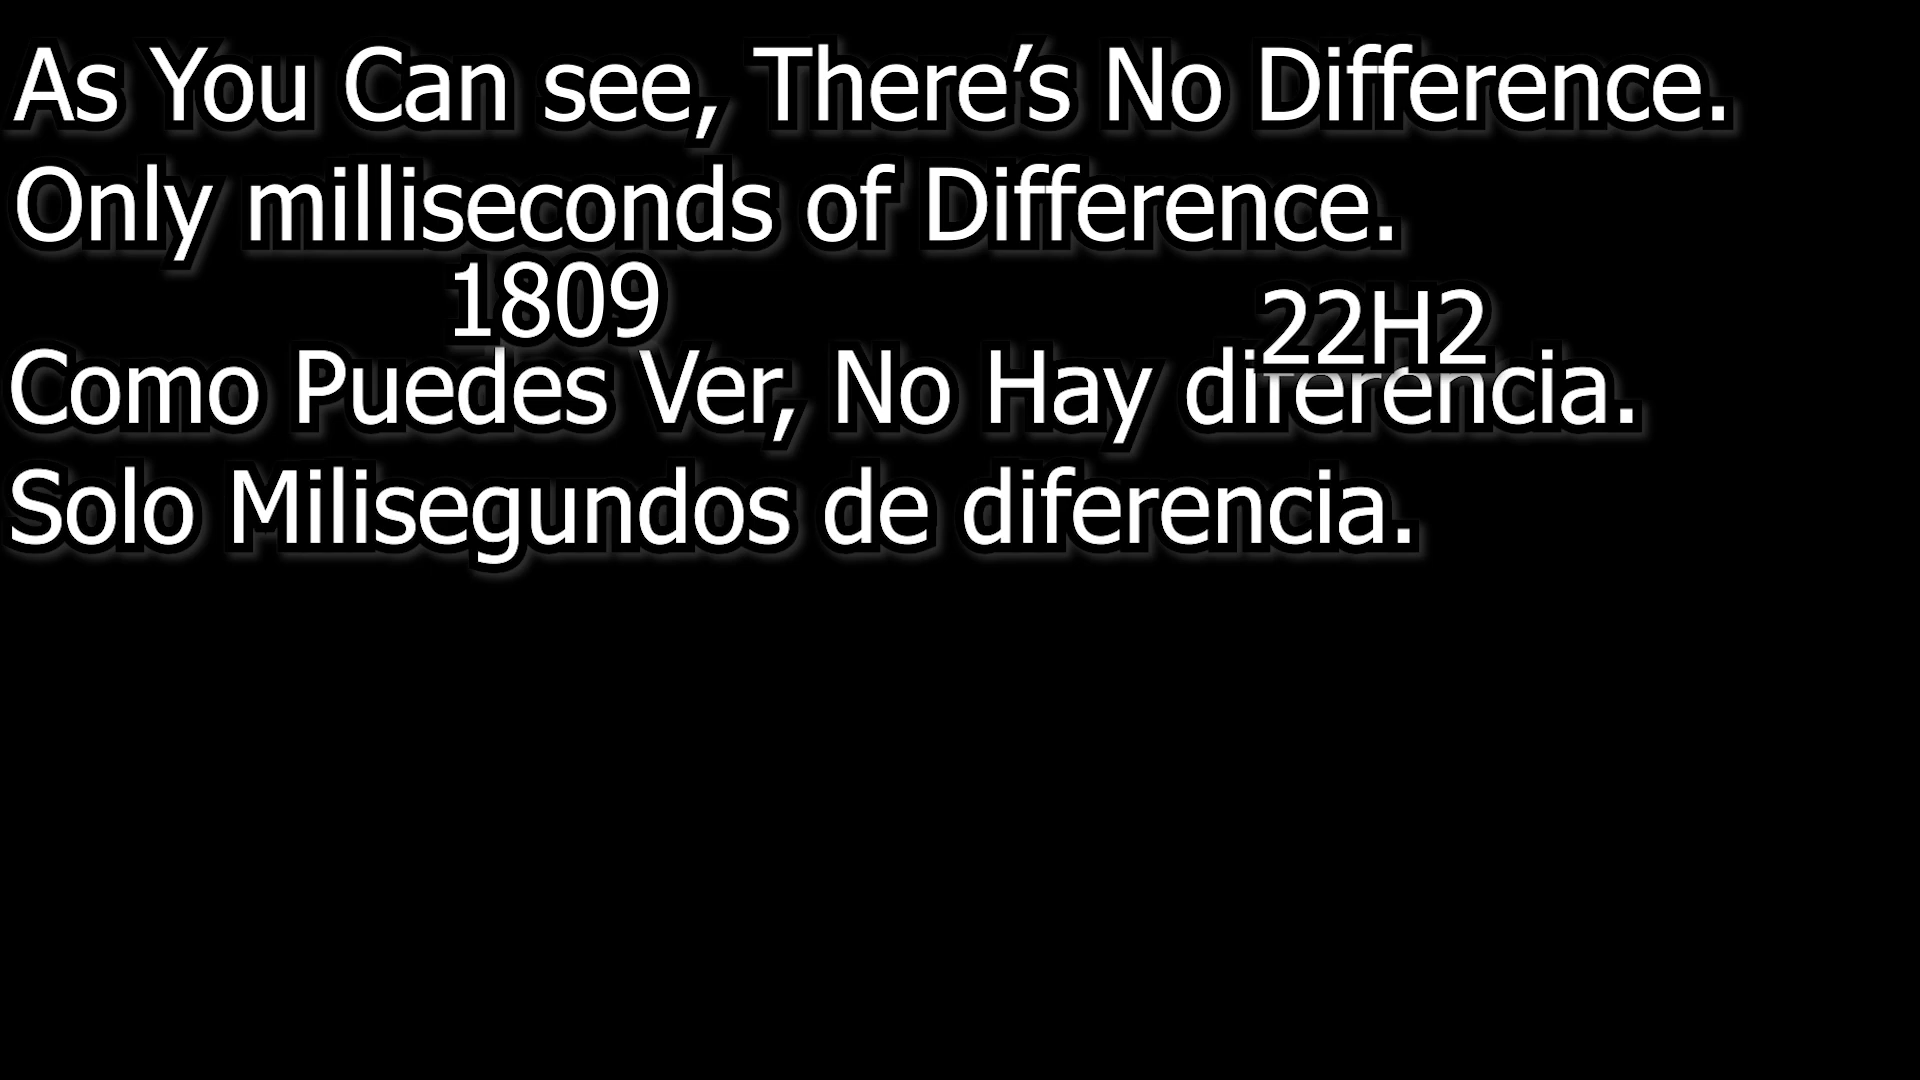 As You Can see, There’s No Difference.
Only milliseconds of Difference.
1809
22H2
Como Puedes Ver, No Hay diferencia.
Solo Milisegundos de diferencia.